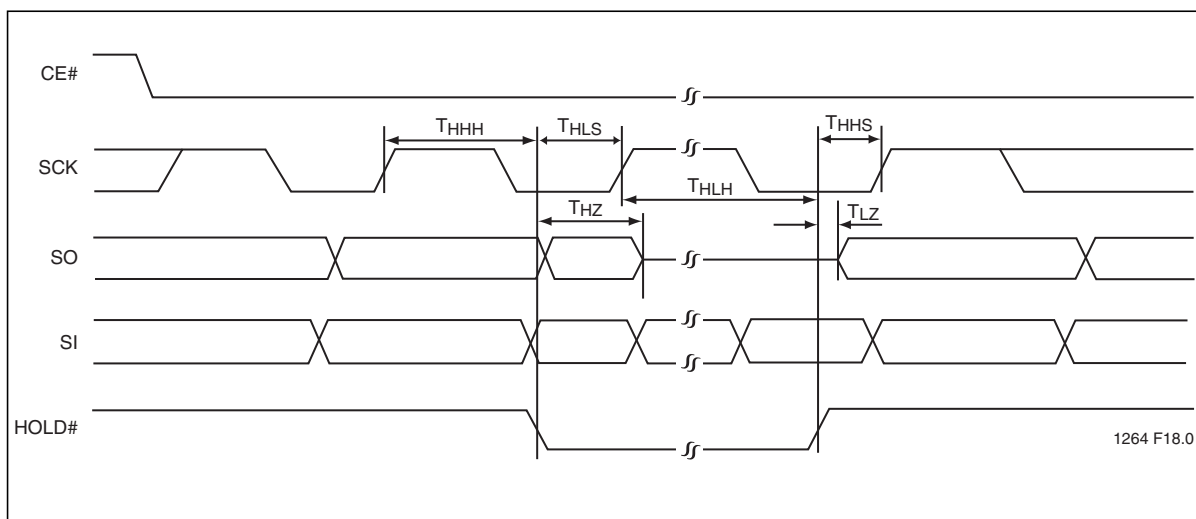 CE#
THHH
THLS
THHS
SCK
THLH
THZ
TLZ
SO
SI
HOLD#
1264 F18.0